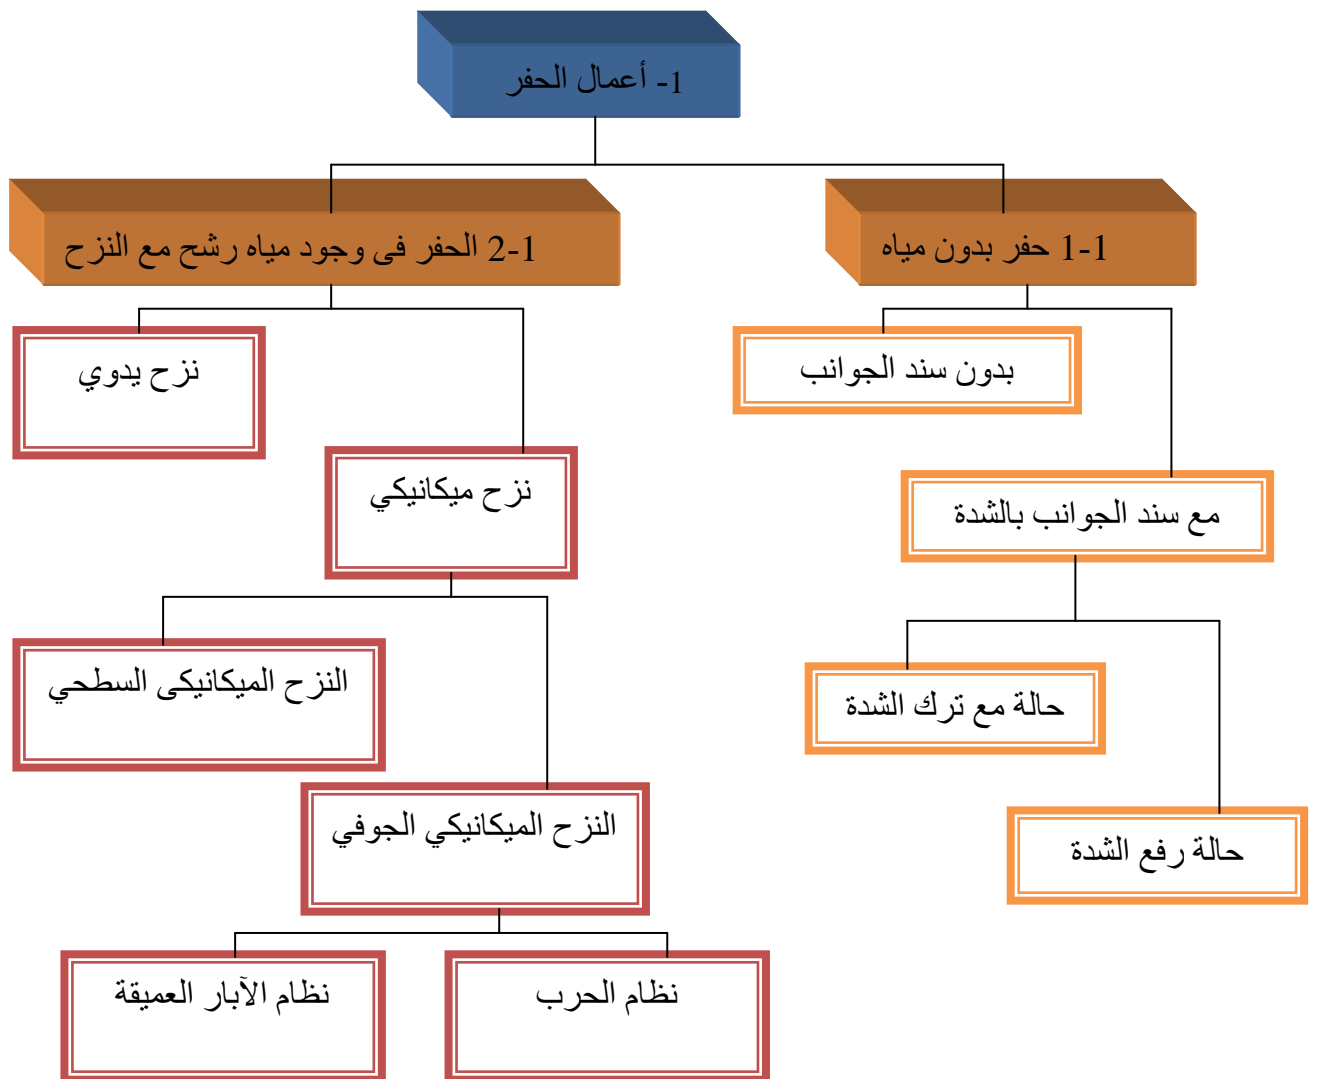 1- أعمال الحفر
1-1 حفر بدون مياه
2-1 الحفر فى وجود مياه رشح مع النزح
بدون سند الجوانب
نزح يدوي
مع سند الجوانب بالشدة
نزح ميكانيكي
حالة مع ترك الشدة
النزح الميكانيكى السطحي
حالة رفع الشدة
النزح الميكانيكي الجوفي
نظام الحرب
نظام الآبار العميقة